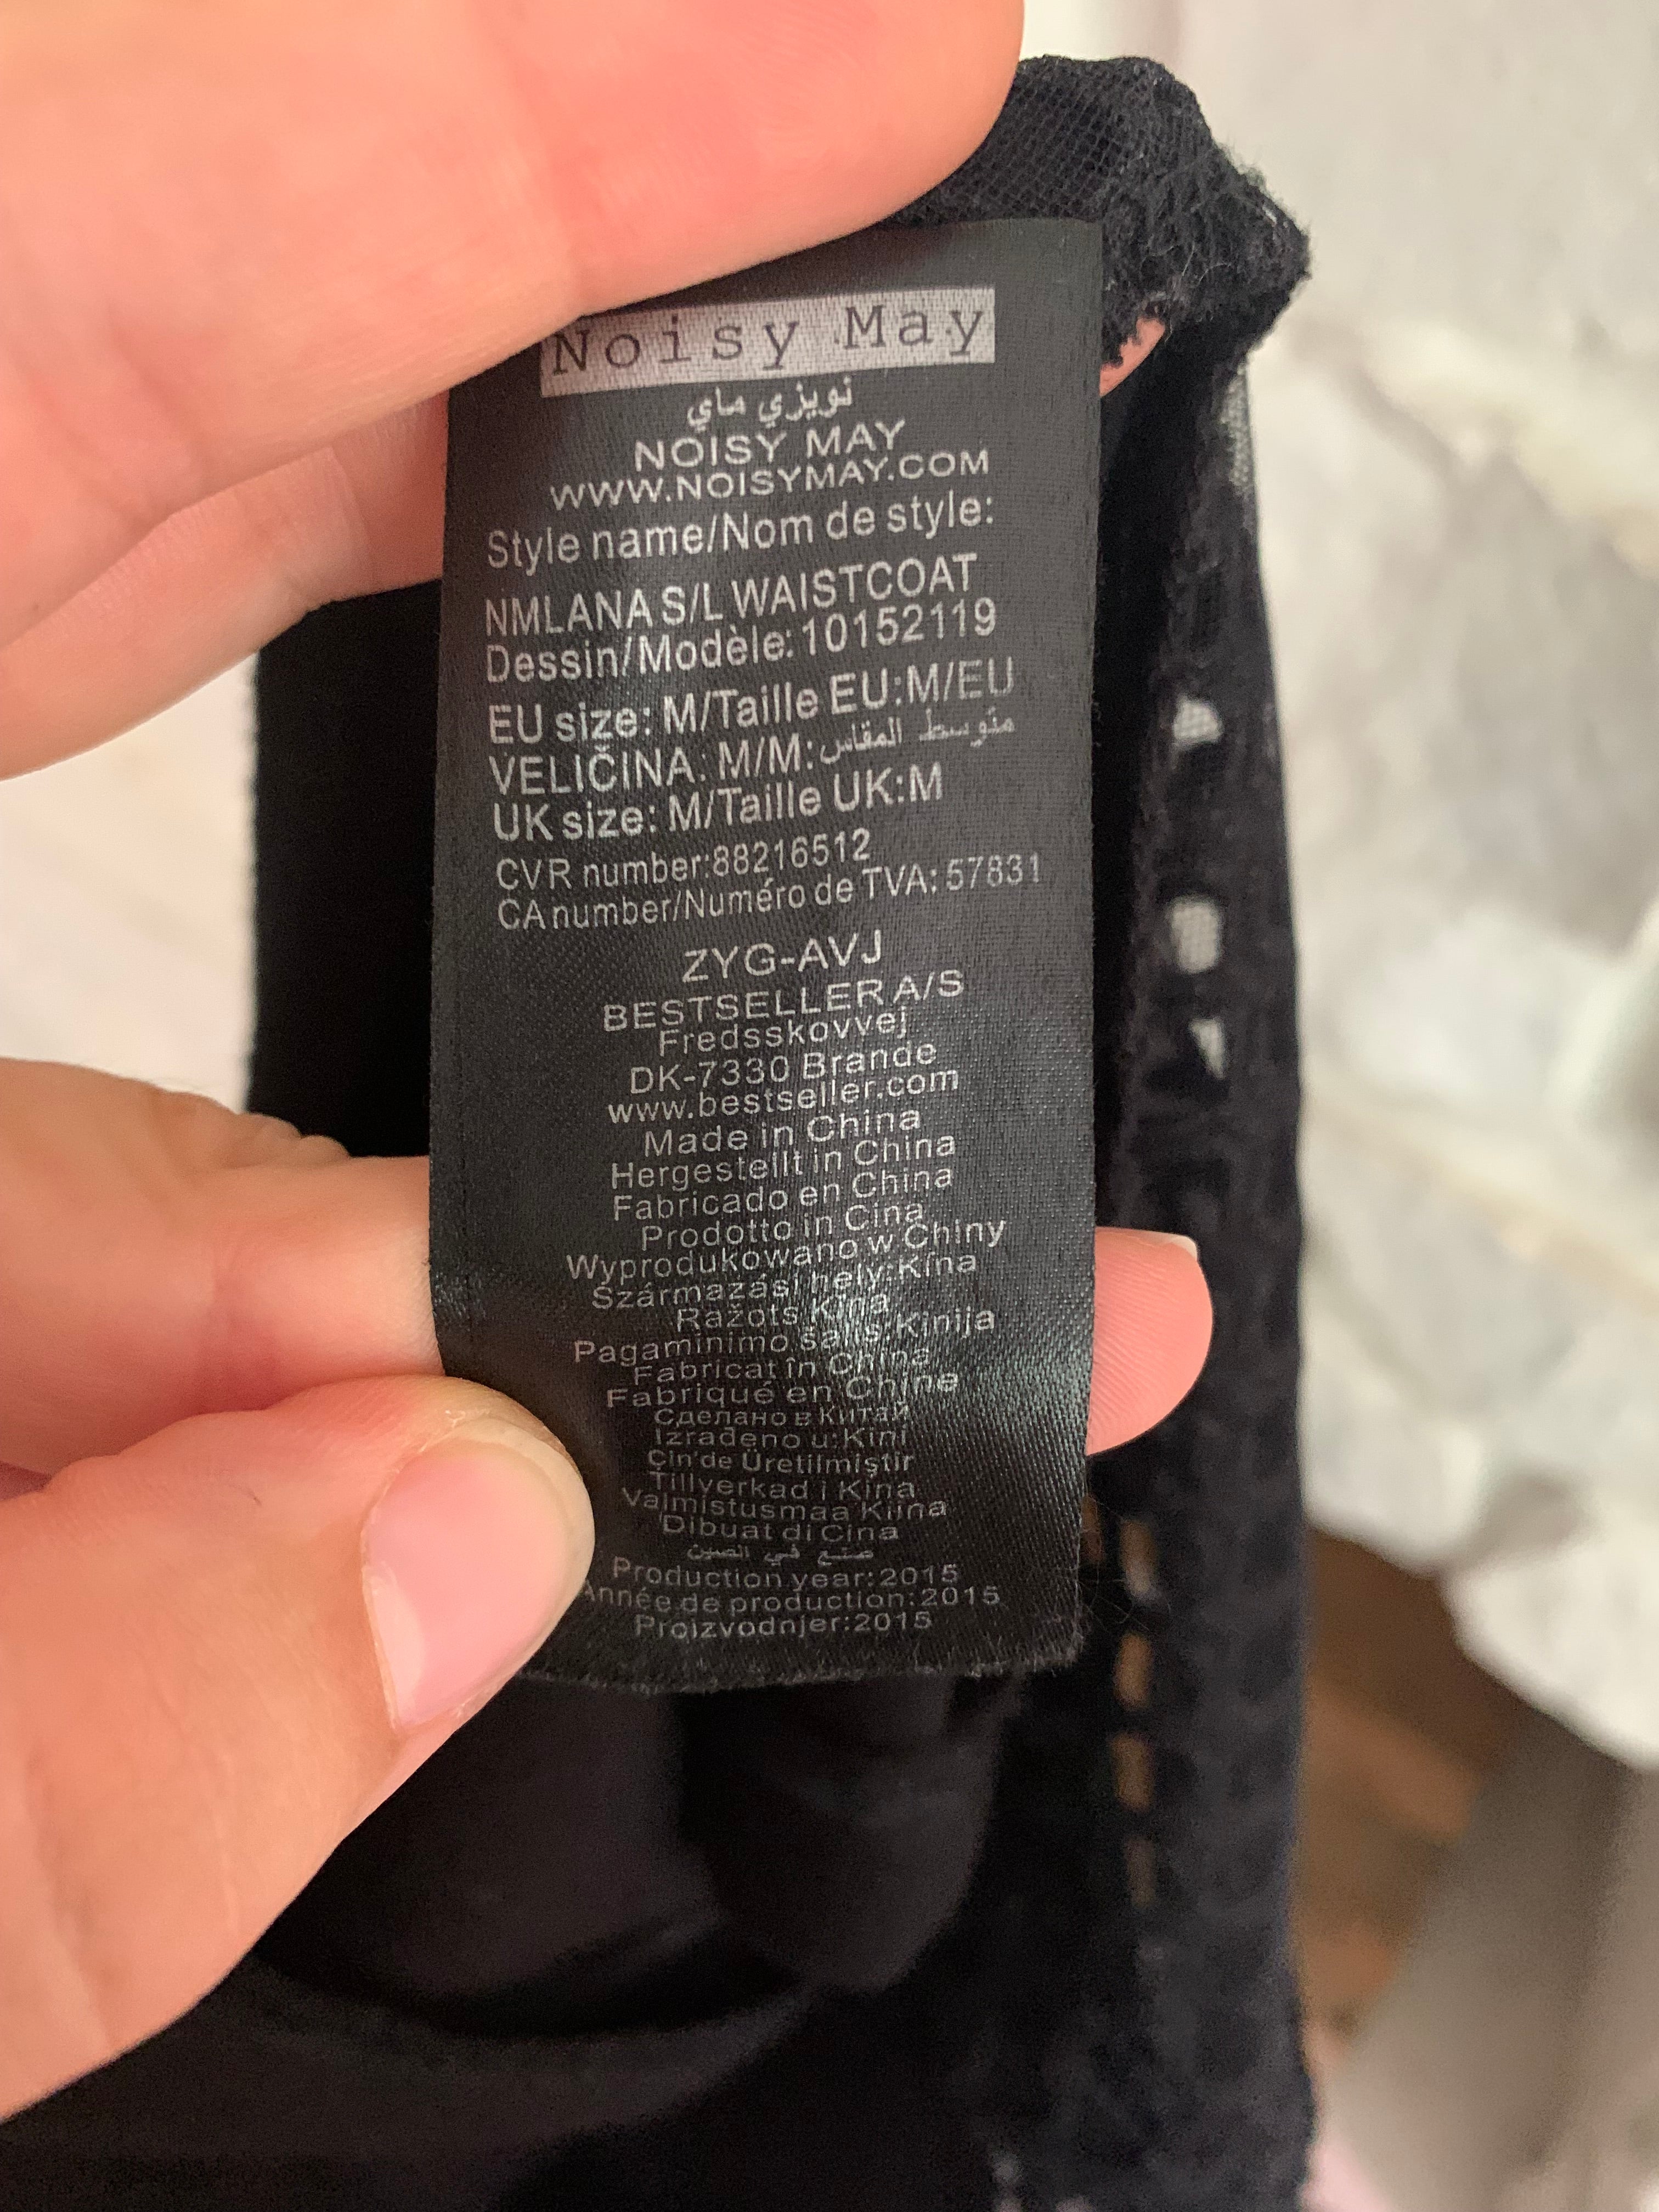 Noisy May
نويزي ماي
NOISY MAY
WWW.NOISYMAY.COM
Style name/Nom de style:
NMLANA S/L WAISTCOAT
Dessin/Modèle: 10152119
EU size: M/Taille EU:M/EU
VELIČINA: M/M: متوسط المقاس
UK size: M/Taille UK:M
CVR number:88216512
CA number/Numéro de TVA: 57831
ZYG-AVJ
BESTSELLER A/S
Fredsskovvej
DK-7330 Brande
www.bestseller.com
Made in China
Hergestellt in China
Fabricado en China
Prodotto in Cina
Wyprodukowano w Chiny
Származási hely:Kína
Ražots Kīna
Pagaminimo šalis:Kinija
Fabricat în China
Fabriqué en Chine
Сделано в Китай
Izrađeno u:Kini
Çin'de Üretilmiştir
Tillverkad i Kina
Valmistusmaa Kiina
Dibuat di Cina
صنع في الصين
Production year:2015
Année de production:2015
Proizvodnjer:2015